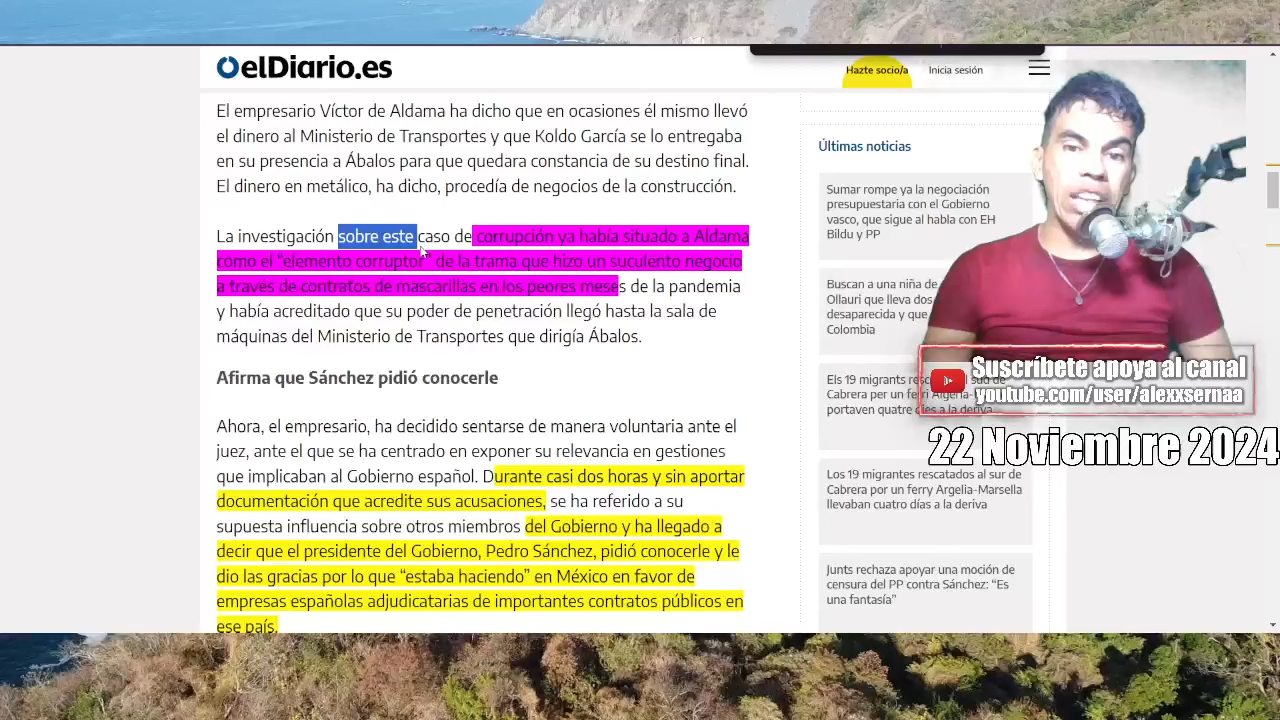 elDiario.es
Hazte socio/a
Inicia sesión
El empresario Víctor de Aldama ha dicho que en ocasiones él mismo llevó
el dinero al Ministerio de Transportes y que Koldo García se lo entregaba
en su presencia a Ábalos para que quedara constancia de su destino final.
El dinero en metálico, ha dicho, procedía de negocios de la construcción.
La investigación sobre este caso de corrupción ya había situado a Aldama
como el “elemento corruptor” de la trama que hizo un suculento negocio
a través de contratos de mascarillas en los peores meses de la pandemia
y había acreditado que su poder de penetración llegó hasta la sala de
máquinas del Ministerio de Transportes que dirigía Ábalos.
Afirma que Sánchez pidió conocerle
Ahora, el empresario, ha decidido sentarse de manera voluntaria ante el
juez, ante el que se ha centrado en exponer su relevancia en gestiones
que implicaban al Gobierno español. Durante casi dos horas y sin aportar
documentación que acredite sus acusaciones, se ha referido a su
supuesta influencia sobre otros miembros del Gobierno y ha llegado a
decir que el presidente del Gobierno, Pedro Sánchez, pidió conocerle y le
dio las gracias por lo que “estaba haciendo” en México en favor de
empresas españolas adjudicatarias de importantes contratos públicos en
ese país.
Últimas noticias
Sumar rompe ya la negociación
presupuestaria con el Gobierno
vasco, que sigue al habla con EH
Bildu y PP
Buscan a una niña de
Ollauri que lleva dos
desaparecida y que
Colombia
Els 19 migrants
Cabrera per un ferri
portaven quatre dies a la deriva
Los 19 migrantes rescatados al sur de
Cabrera por un ferry Argelia-Marsella
llevaban cuatro días a la deriva
Junts rechaza apoyar una moción de
censura del PP contra Sánchez: “Es
una fantasía”
Suscríbete apoya al canal
youtube.com/user/alexxsernaa
22 Noviembre 2024